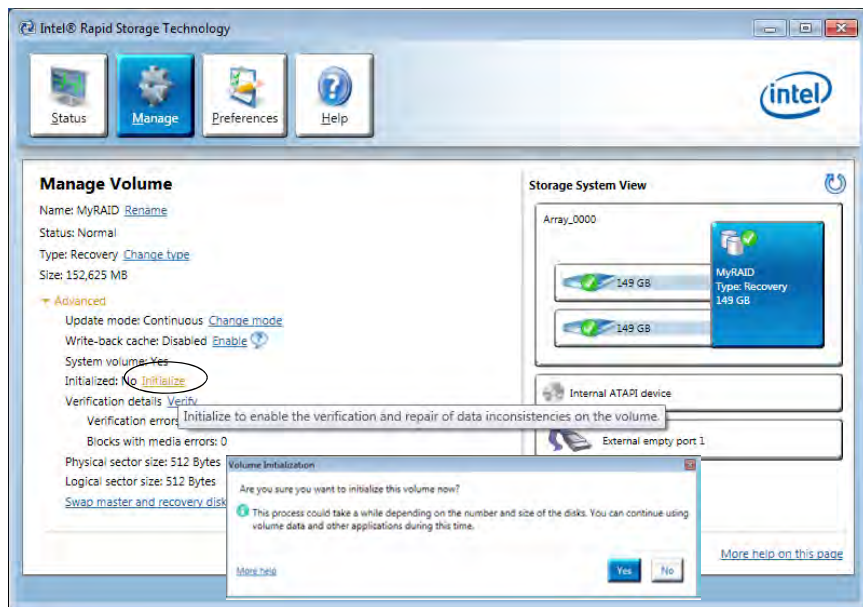 Intel® Rapid Storage Technology
Status
Manage
Preferences
Help
intel
Manage Volume
Name: MyRAID Rename
Status: Normal
Type: Recovery Change type
Size: 152,625 MB
Advanced
Update mode: Continuous Change mode
Write-back cache: Disabled Enable
System volume: Yes
Initialized: No Initialize
Verification details Verify
Initialize to enable the verification and repair of data inconsistencies on the volume.
Verification errors
Blocks with media errors: 0
Physical sector size: 512 Bytes
Logical sector size: 512 Bytes
Swap master and recovery disk
Storage System View
Array_0000
149 GB
149 GB
MyRAID
Type: Recovery
149 GB
Internal ATAPI device
External empty port 1
Volume Initialization
Are you sure you want to initialize this volume now?
This process could take a while depending on the number and size of the disks. You can continue using
volume data and other applications during this time.
More help
Yes
No
More help on this page